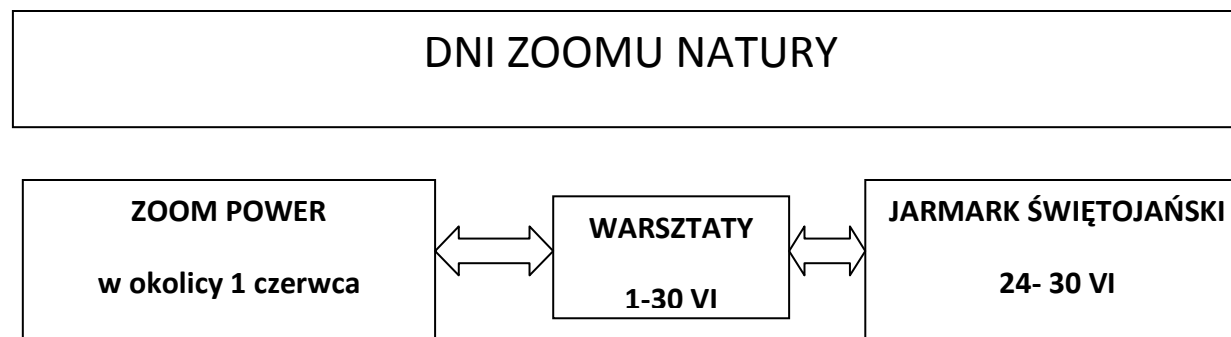 DNI ZOOMU NATURY
ZOOM POWER
w okolicy 1 czerwca
WARSZTATY
1-30 VI
JARMARK ŚWIĘTOJAŃSKI
24- 30 VI